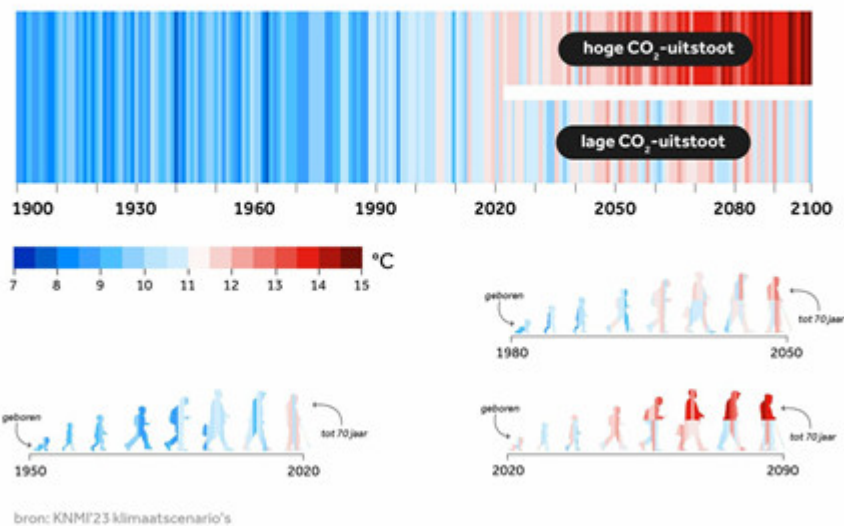 hoge CO₂-uitstoot
lage CO₂-uitstoot
1900 1930 1960 1990 2020 2050 2080 2100
°C
7 8 9 10 11 12 13 14 15
geboren
tot 70 jaar
1980 2050
geboren
tot 70 jaar
1950 2020
geboren
tot 70 jaar
2020 2090
bron: KNMI'23 klimaatscenario's